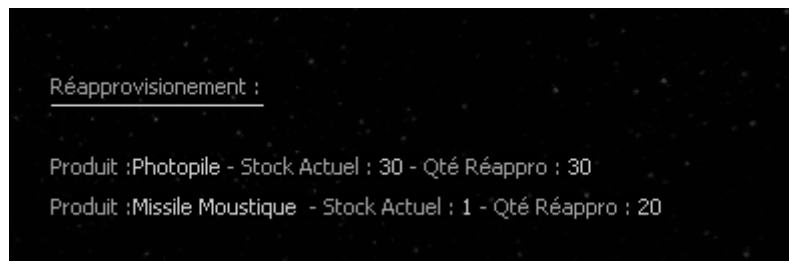 Réapprovisionement :
Produit :Photopile - Stock Actuel : 30 - Qté Réappro : 30
Produit :Missile Moustique - Stock Actuel : 1 - Qté Réappro : 20